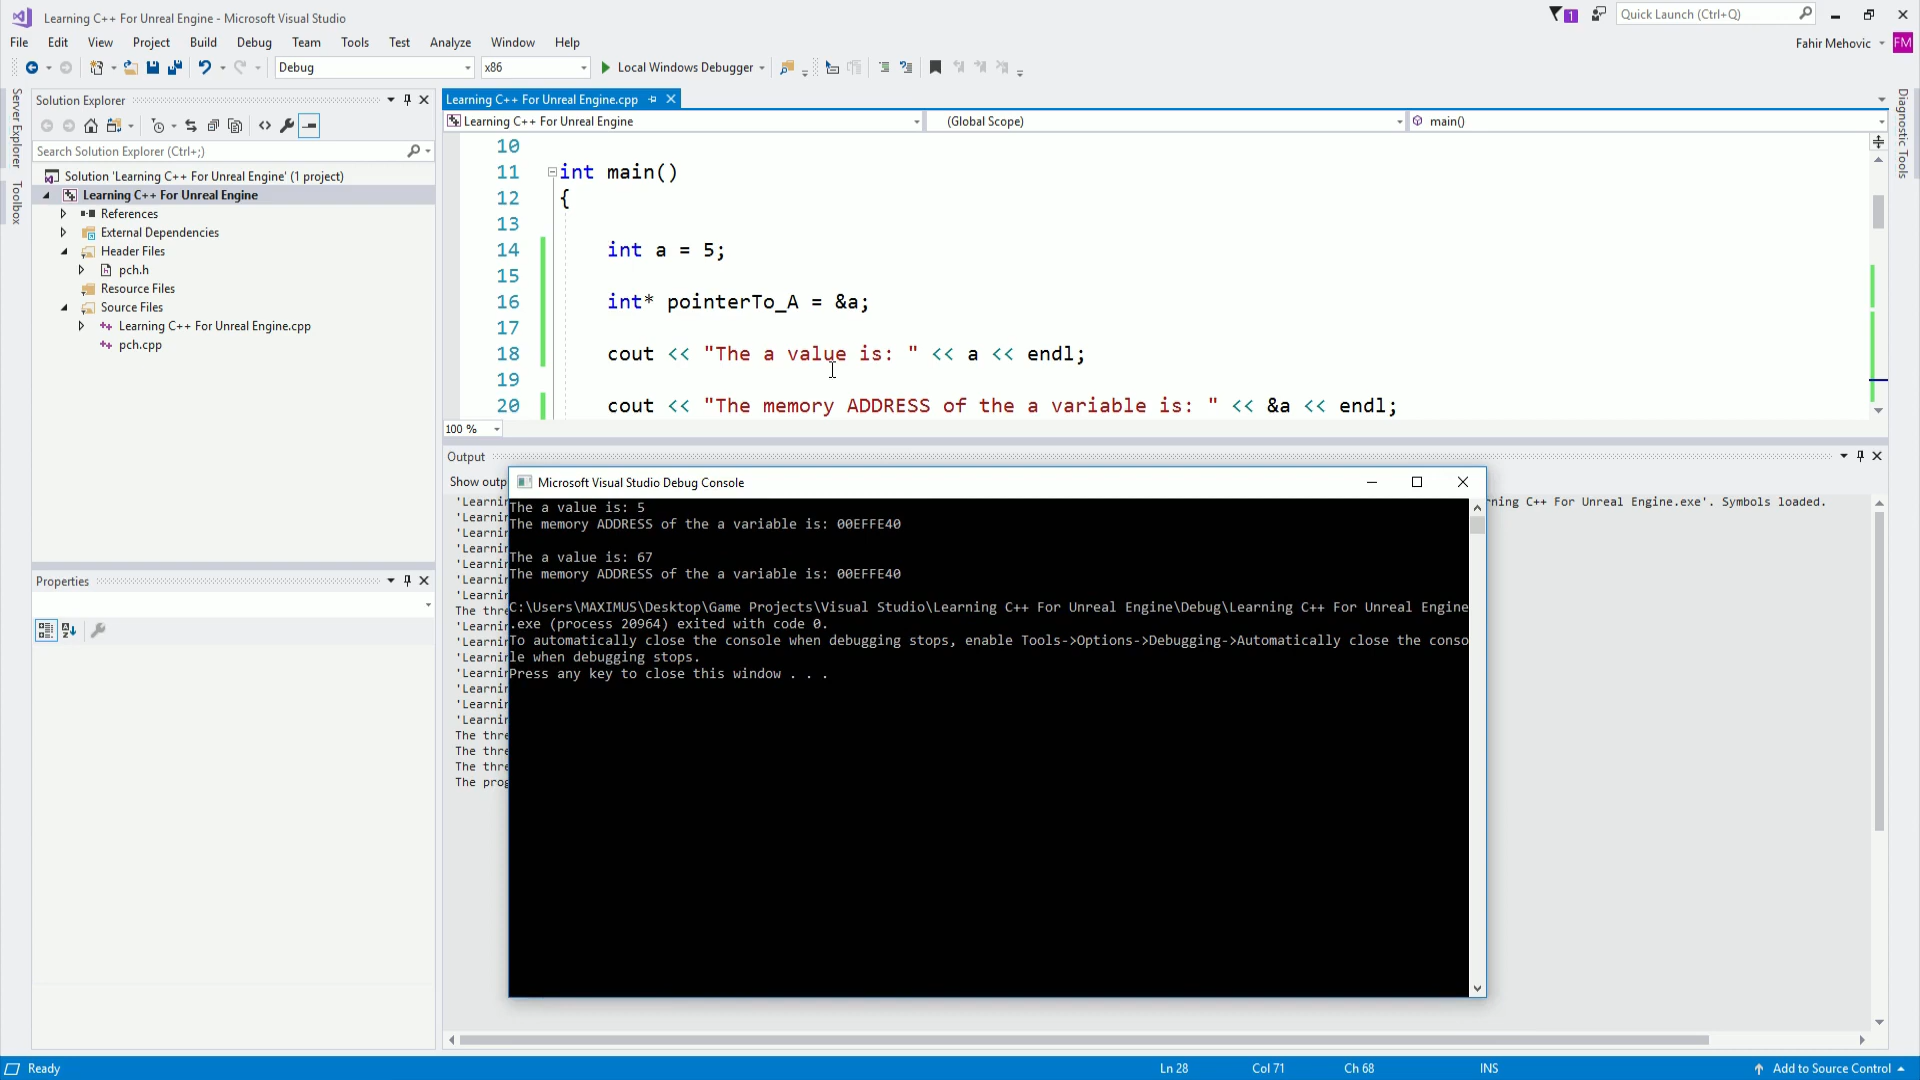 Learning C++ For Unreal Engine - Microsoft Visual Studio
1
Quick Launch (Ctrl+Q)
File Edit View Project Build Debug Team Tools Test Analyze Window Help
Fahir Mehovic FM
Debug x86 Local Windows Debugger
Server Explorer
Toolbox
Solution Explorer
Search Solution Explorer (Ctrl+;)
Solution 'Learning C++ For Unreal Engine' (1 project)
Learning C++ For Unreal Engine
References
External Dependencies
Header Files
pch.h
Resource Files
Source Files
Learning C++ For Unreal Engine.cpp
pch.cpp
Properties
Learning C++ For Unreal Engine.cpp
Learning C++ For Unreal Engine (Global Scope) main()
10
11 int main()
12 {
13
14 int a = 5;
15
16 int* pointerTo_A = &a;
17
18 cout << "The a value is: " << a << endl;
19
20 cout << "The memory ADDRESS of the a variable is: " << &a << endl;
100 %
Diagnostic Tools
Output
Show outp
Engine.exe'. Symbols loaded.
Microsoft Visual Studio Debug Console
The a value is: 5
The memory ADDRESS of the a variable is: 00EFFE40
The a value is: 67
The memory ADDRESS of the a variable is: 00EFFE40
C:\Users\MAXIMUS\Desktop\Game Projects\Visual Studio\Learning C++ For Unreal Engine\Debug\Learning C++ For Unreal Engine
.exe (process 20964) exited with code 0.
To automatically close the console when debugging stops, enable Tools->Options->Debugging->Automatically close the conso
le when debugging stops.
Press any key to close this window . . .
Ready Ln 28 Col 71 Ch 68 INS Add to Source Control